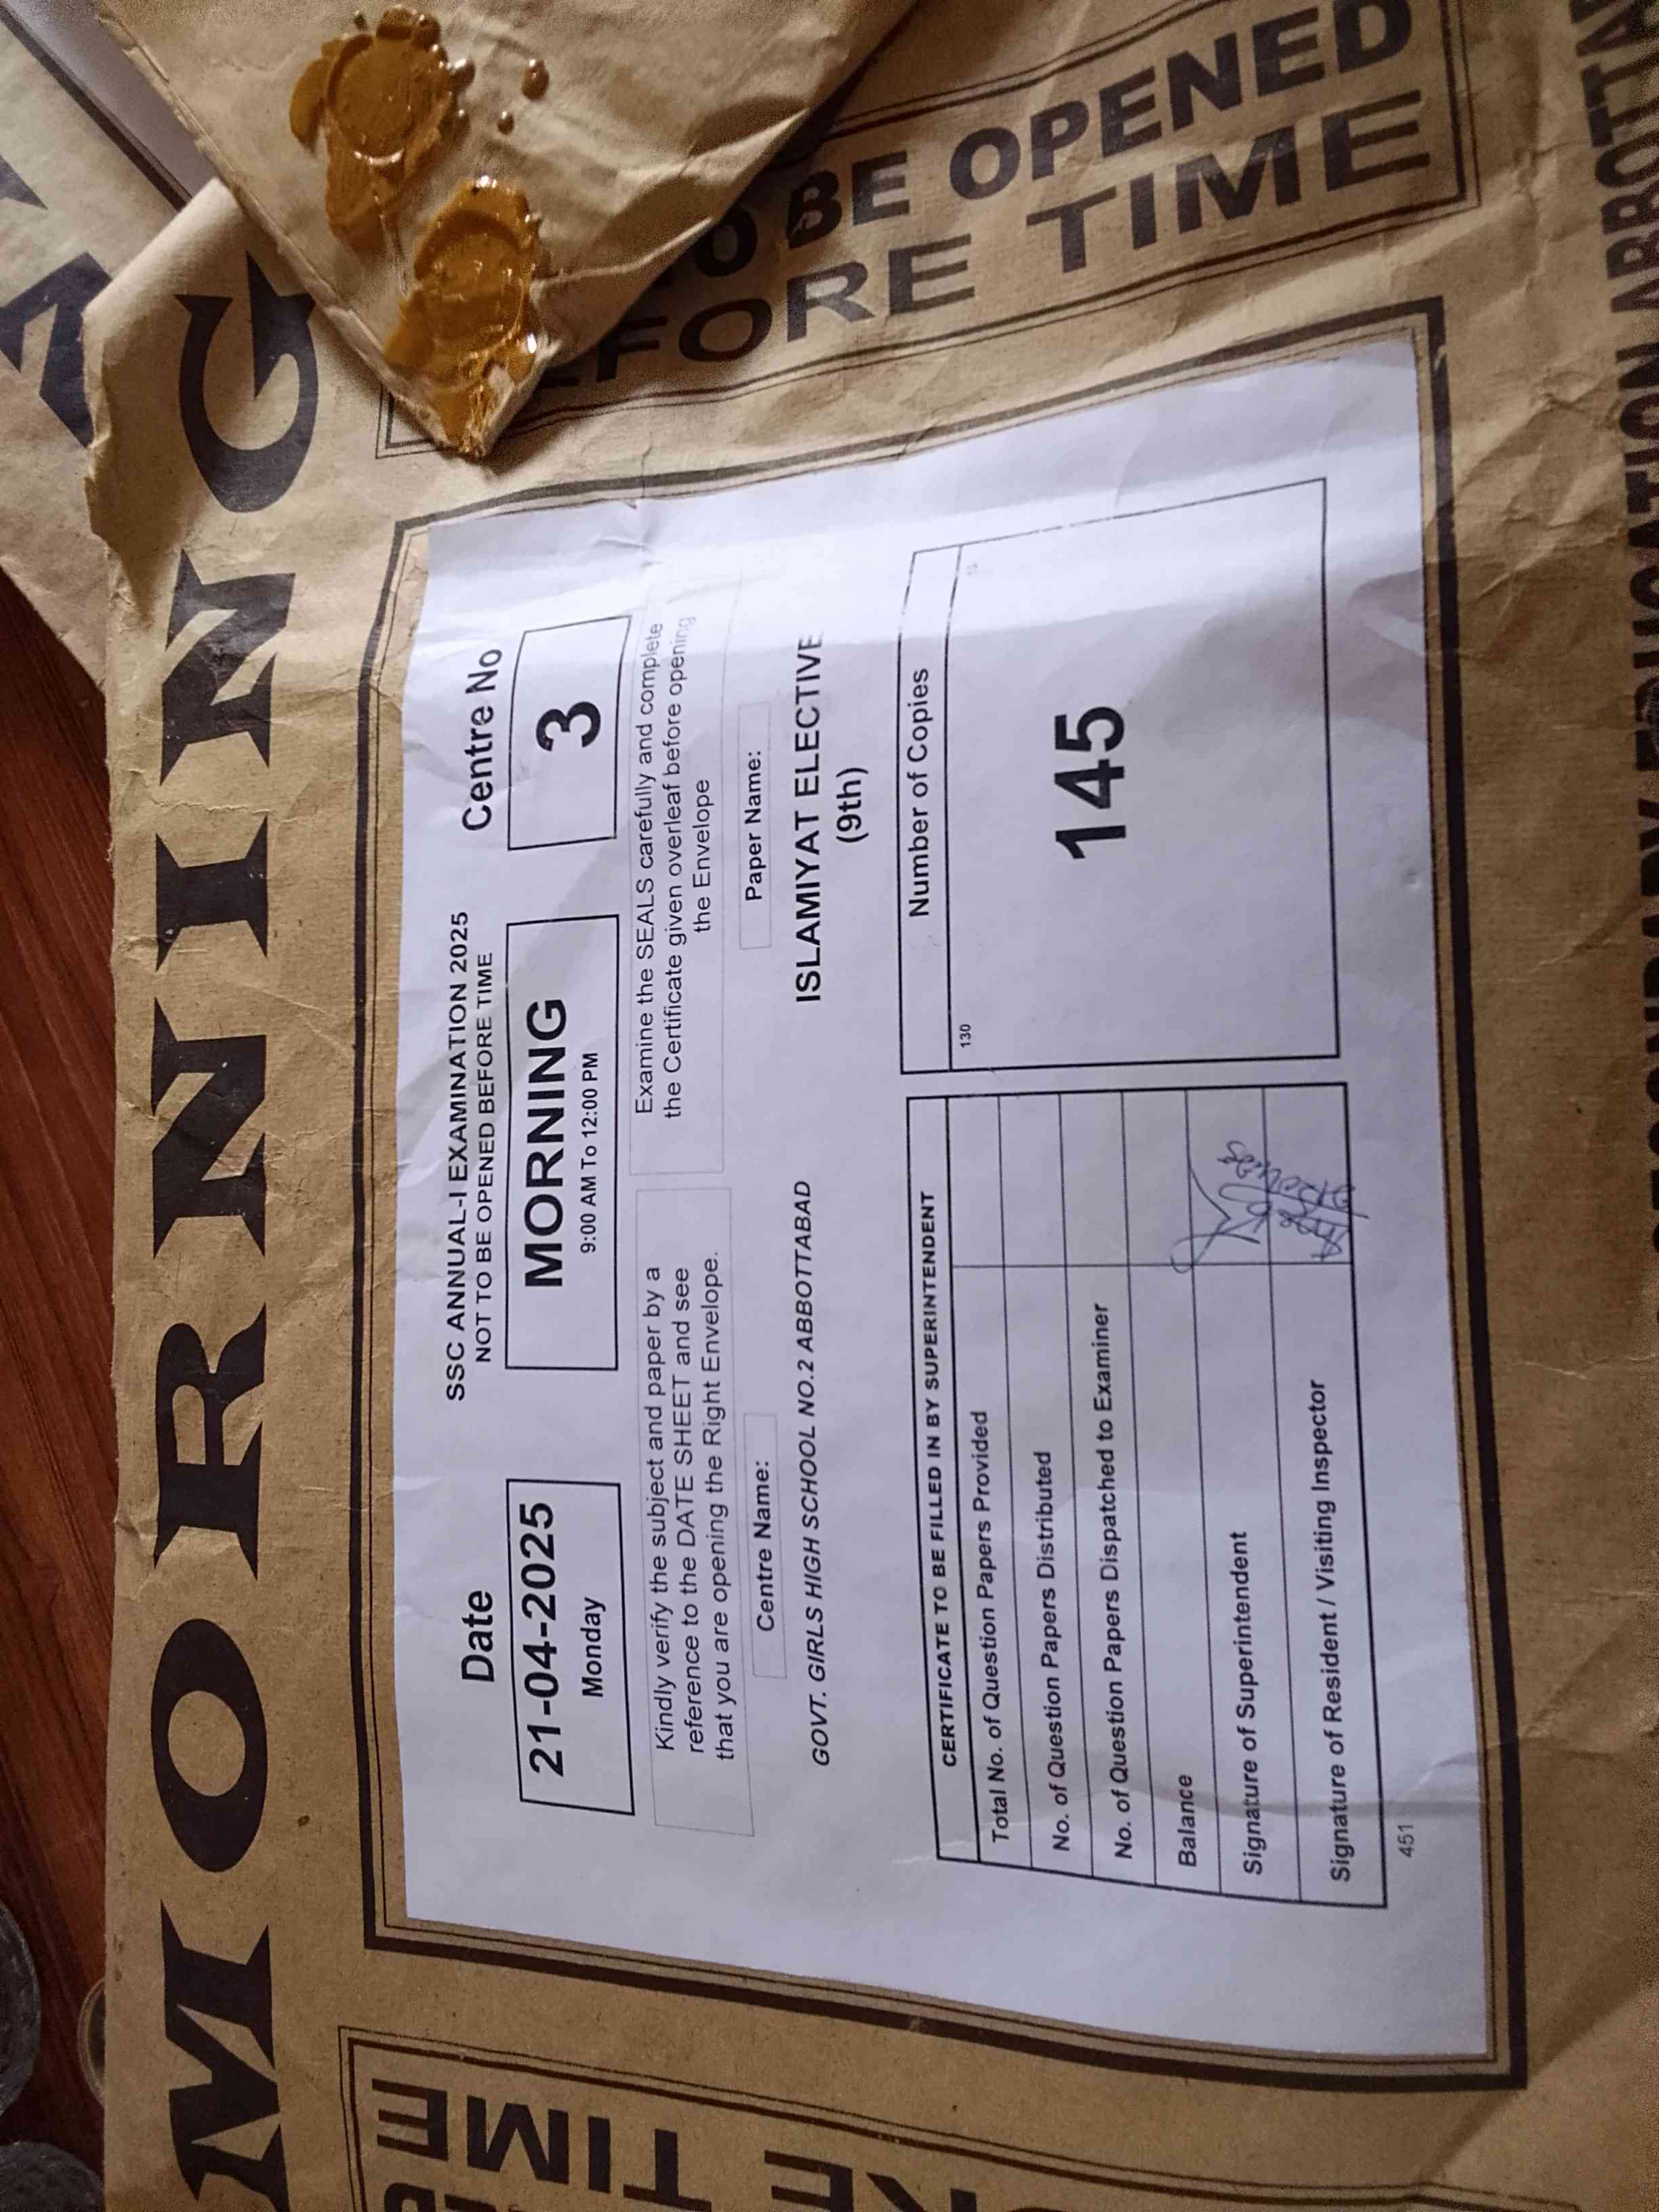 MORNING
TO BE OPENED
BEFORE TIME
SSC ANNUAL-I EXAMINATION 2025
NOT TO BE OPENED BEFORE TIME
Date
Centre No
21-04-2025
Monday
MORNING
9:00 AM To 12:00 PM
3
Kindly verify the subject and paper by a
reference to the DATE SHEET and see
that you are opening the Right Envelope.
Examine the SEALS carefully and complete
the Certificate given overleaf before opening
the Envelope
Centre Name:
GOVT. GIRLS HIGH SCHOOL NO.2 ABBOTTABAD
Paper Name:
ISLAMIYAT ELECTIVE
(9th)
CERTIFICATE TO BE FILLED IN BY SUPERINTENDENT
Total No. of Question Papers Provided
No. of Question Papers Distributed
No. of Question Papers Dispatched to Examiner
Balance
Signature of Superintendent
Signature of Resident / Visiting Inspector
Number of Copies
130
145
451
TIME
SECONDARY EDUCATION ABBOTTAB